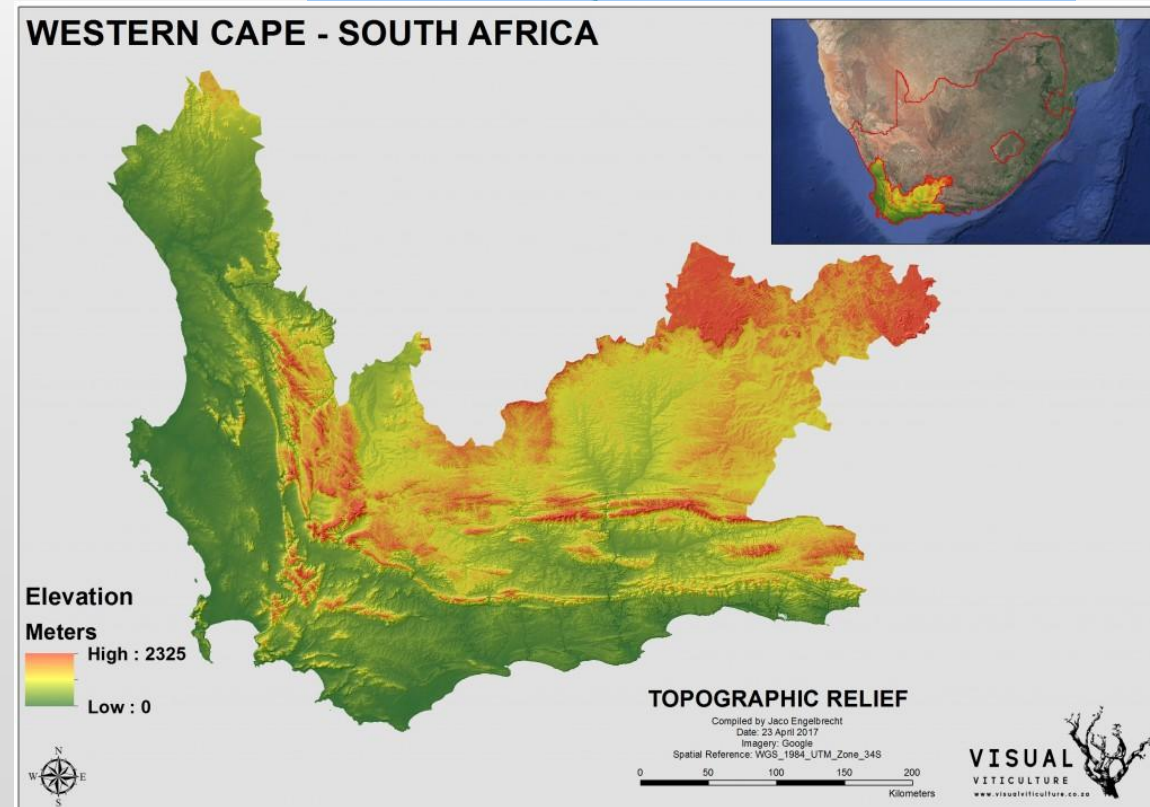 WESTERN CAPE - SOUTH AFRICA
Elevation
Meters
High : 2325
Low : 0
N
W E
S
TOPOGRAPHIC RELIEF
Compiled by Jaco Engelbrecht
Date: 23 April 2017
Imagery: Google
Spatial Reference: WGS_1984_UTM_Zone_34S
0 50 100 150 200
Kilometers
VISUAL
VITICULTURE
www.visualviticulture.co.za